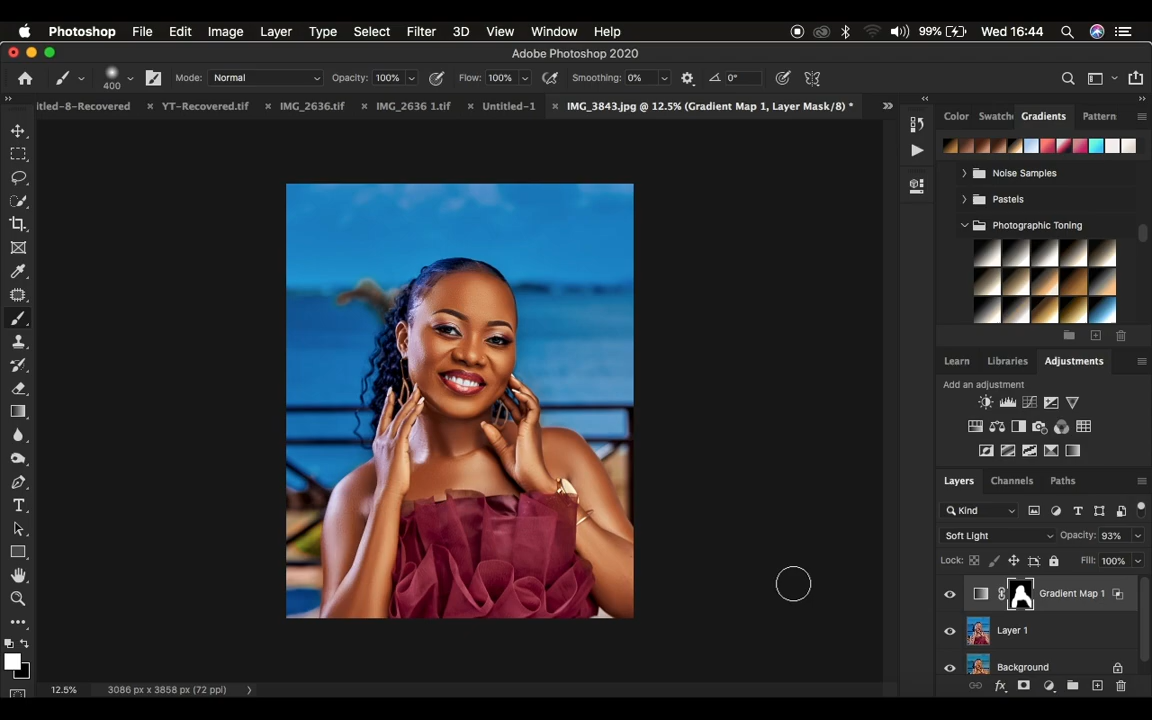 Photoshop File Edit Image Layer Type Select Filter 3D View Window Help 99% Wed 16:44
Adobe Photoshop 2020
400 Mode: Normal Opacity: 100% Flow: 100% Smoothing: 0% 0°
itled-8-Recovered × YT-Recovered.tif × IMG_2636.tif × IMG_2636 1.tif × Untitled-1 × IMG_3843.jpg @ 12.5% (Gradient Map 1, Layer Mask/8) *
Color Swatche Gradients Pattern
Noise Samples
Pastels
Photographic Toning
Learn Libraries Adjustments
Add an adjustment
Layers Channels Paths
Kind
Soft Light Opacity: 93%
Lock: Fill: 100%
Gradient Map 1
Layer 1
Background
12.5% 3086 px x 3858 px (72 ppi)